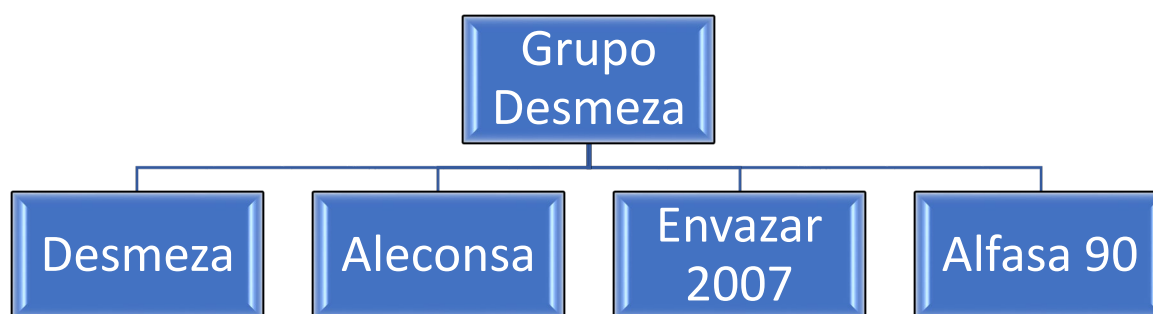 Grupo
Desmeza
Desmeza
Aleconsa
Envazar
2007
Alfasa 90